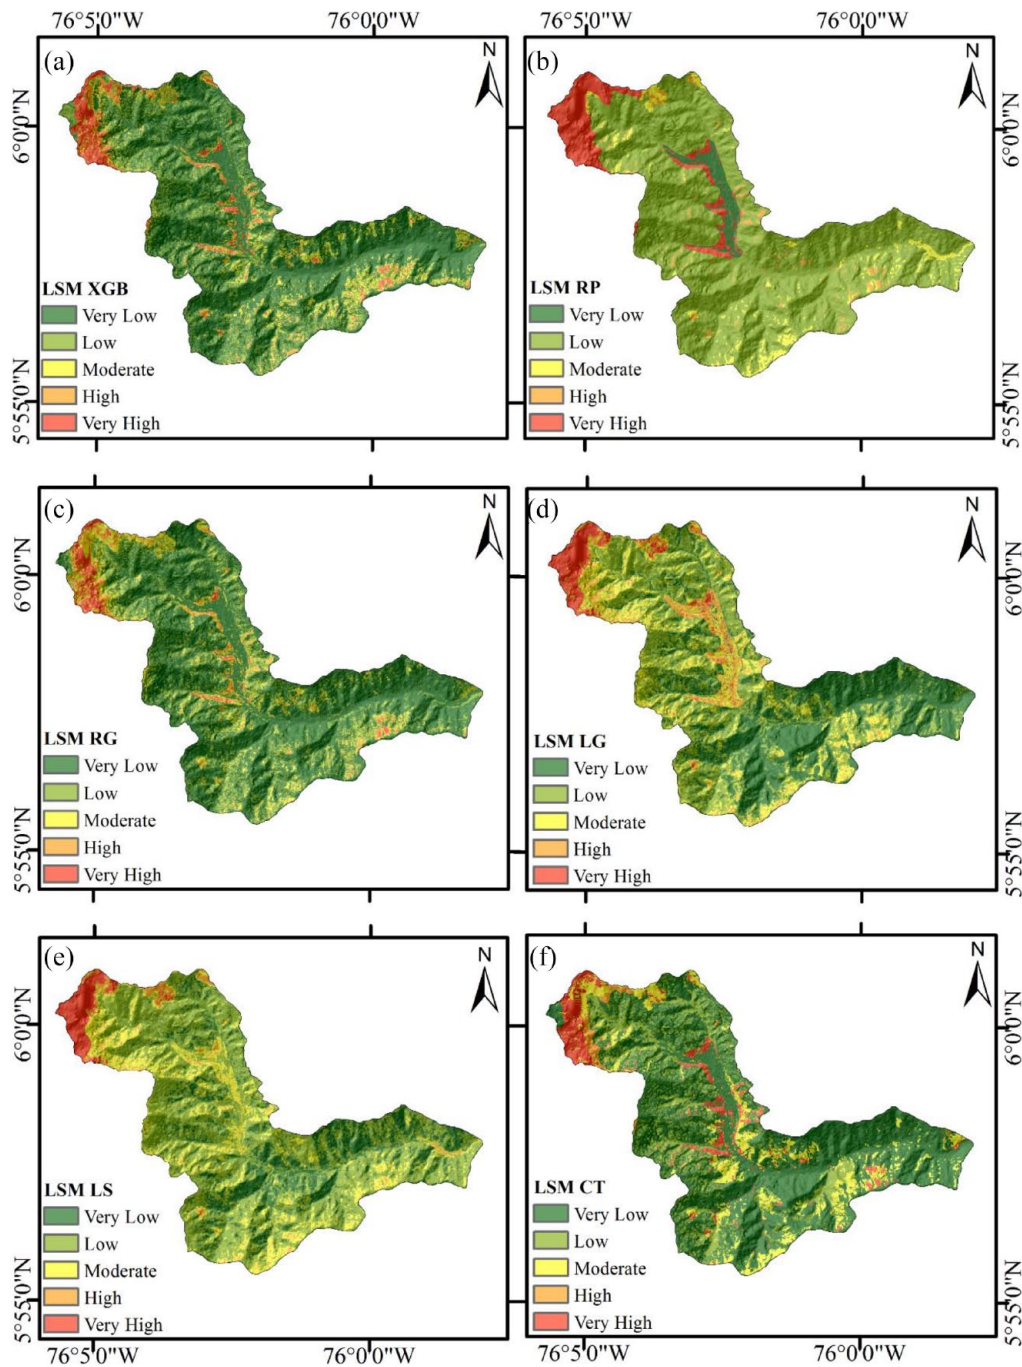 76°5'0"W 76°0'0"W 76°5'0"W 76°0'0"W
(a)
N
6°0'0"N
5°55'0"N
LSM XGB
Very Low
Low
Moderate
High
Very High
(b)
N
6°0'0"N
5°55'0"N
LSM RP
Very Low
Low
Moderate
High
Very High
(c)
N
6°0'0"N
5°55'0"N
LSM RG
Very Low
Low
Moderate
High
Very High
(d)
N
6°0'0"N
5°55'0"N
LSM LG
Very Low
Low
Moderate
High
Very High
(e)
N
6°0'0"N
5°55'0"N
LSM LS
Very Low
Low
Moderate
High
Very High
(f)
N
6°0'0"N
5°55'0"N
LSM CT
Very Low
Low
Moderate
High
Very High
76°5'0"W 76°0'0"W 76°5'0"W 76°0'0"W